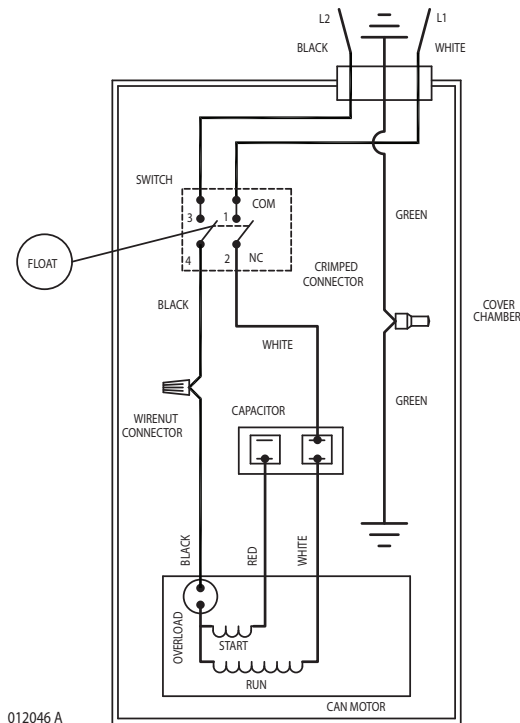 L2
L1
BLACK
WHITE
SWITCH
COM
3
1
GREEN
FLOAT
4
2
NC
CRIMPED
CONNECTOR
BLACK
COVER
CHAMBER
WHITE
WIRENUT
CONNECTOR
CAPACITOR
GREEN
BLACK
RED
WHITE
OVERLOAD
START
RUN
CAN MOTOR
012046 A